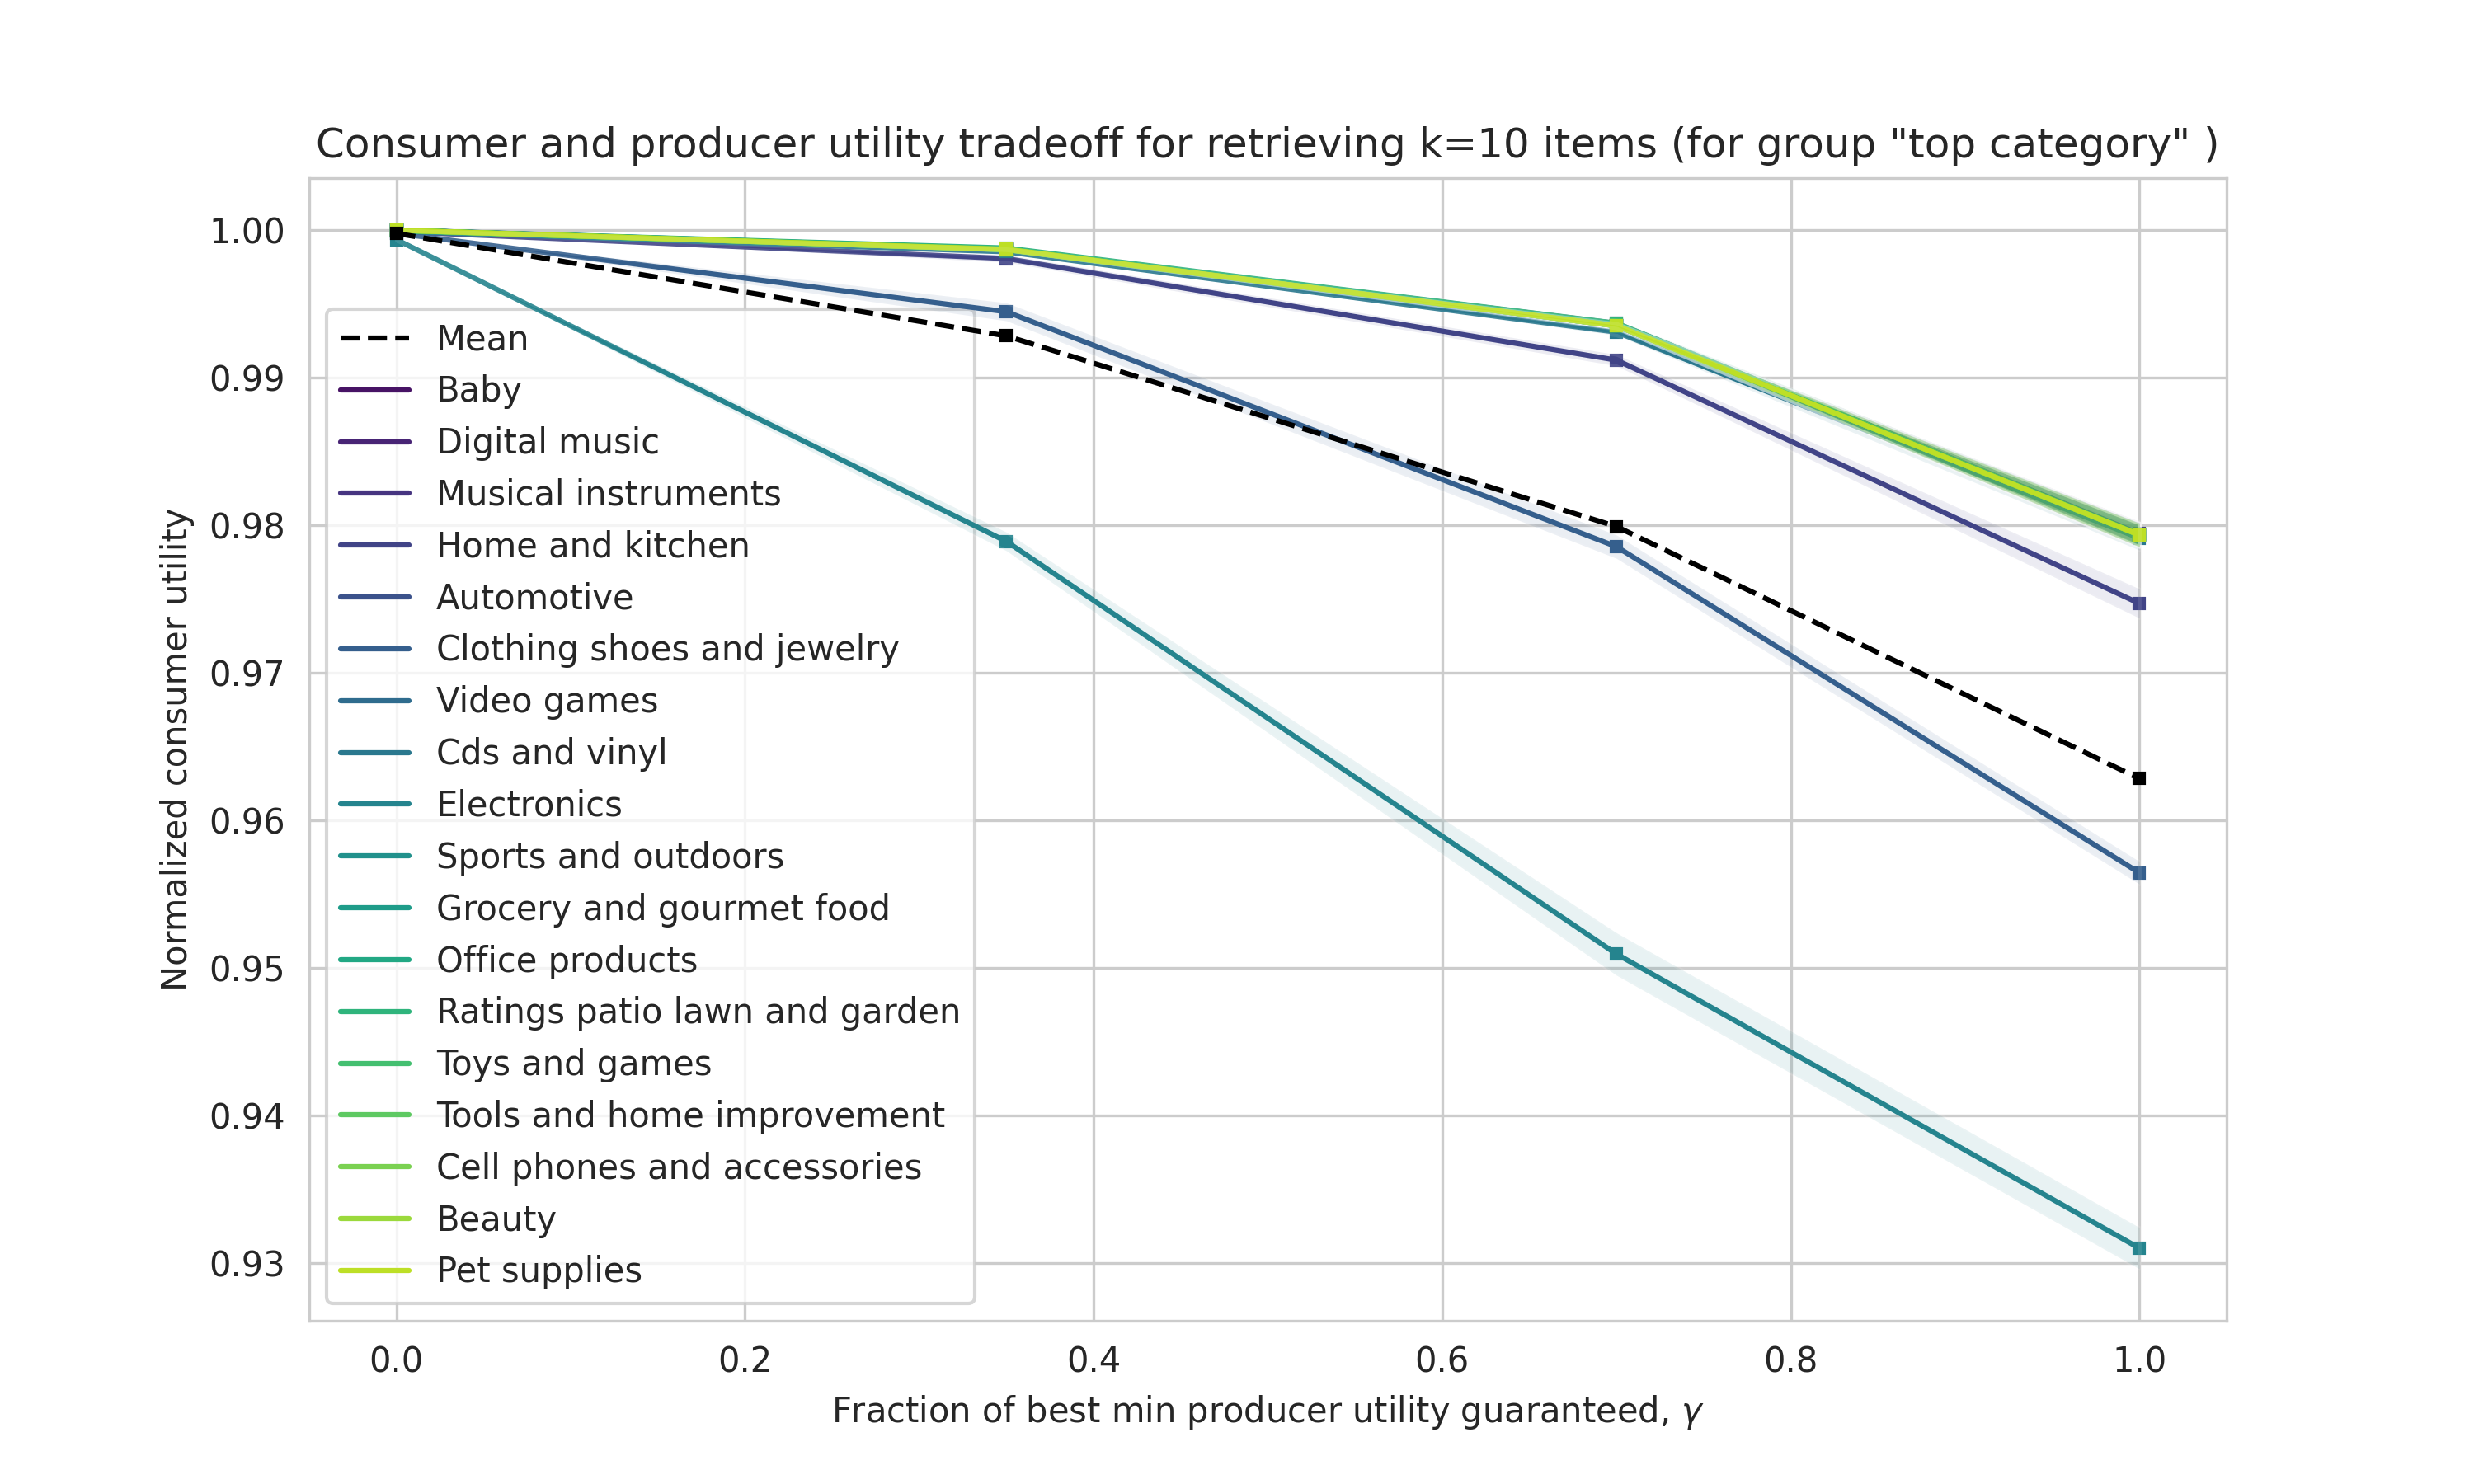 Consumer and producer utility tradeoff for retrieving k=10 items (for group "top category" )
Normalized consumer utility
1.00
0.99
0.98
0.97
0.96
0.95
0.94
0.93
Mean
Baby
Digital music
Musical instruments
Home and kitchen
Automotive
Clothing shoes and jewelry
Video games
Cds and vinyl
Electronics
Sports and outdoors
Grocery and gourmet food
Office products
Ratings patio lawn and garden
Toys and games
Tools and home improvement
Cell phones and accessories
Beauty
Pet supplies
0.0 0.2 0.4 0.6 0.8 1.0
Fraction of best min producer utility guaranteed, γ